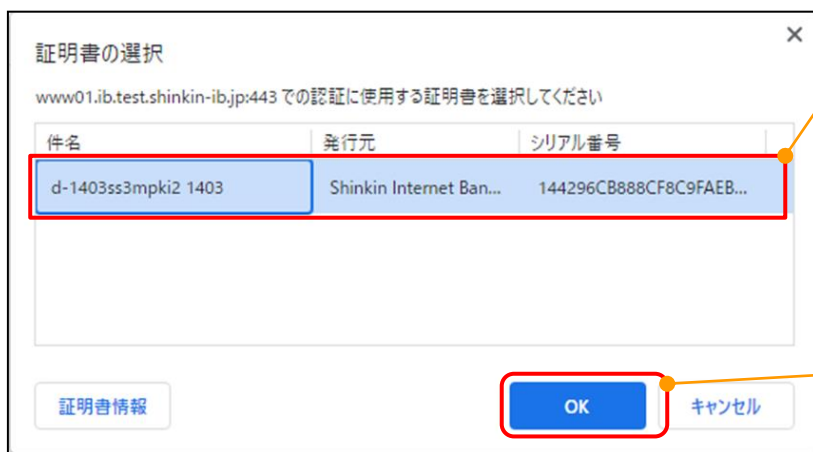 証明書の選択
www01.ib.test.shinkin-ib.jp:443 での認証に使用する証明書を選択してください
件名 発行元 シリアル番号
d-1403ss3mpki2 1403 Shinkin Internet Ban... 144296CB888CF8C9FAEB...
証明書情報 OK キャンセル